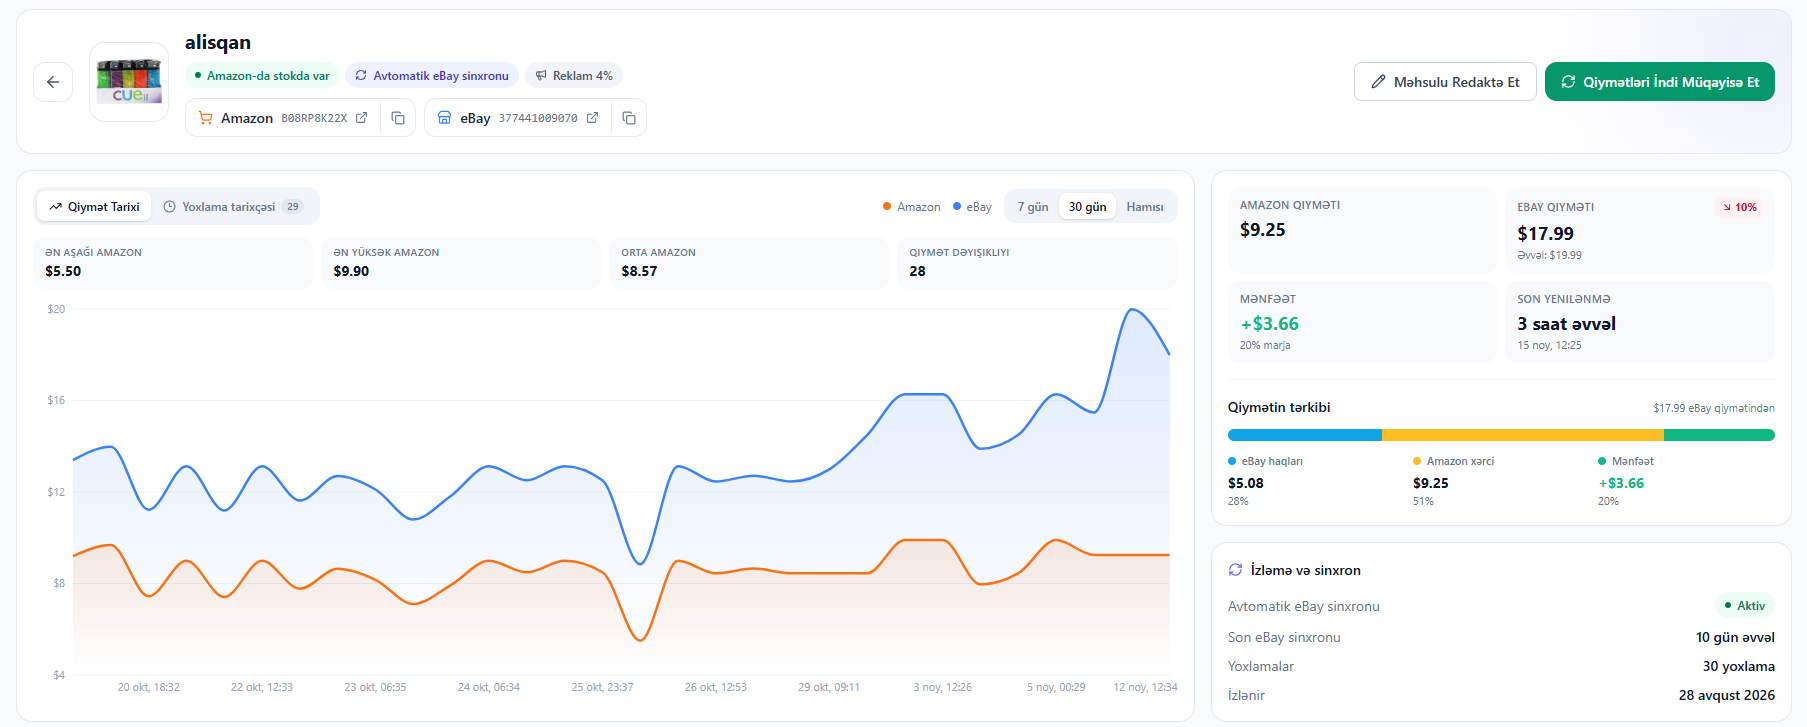 alisqan
Amazon-da stokda var
Avtomatik eBay sinxronu
Reklam 4%
Amazon B08RP8K22X
eBay 377441009070
Məhsulu Redaktə Et
Qiymətləri İndi Müqayisə Et
CUE II
Qiymət Tarixi
Yoxlama tarixçəsi 29
Amazon
eBay
7 gün
30 gün
Hamısı
ƏN AŞAĞI AMAZON
$5.50
ƏN YÜKSƏK AMAZON
$9.90
ORTA AMAZON
$8.57
QIYMƏT DƏYIŞIKLIYI
28
$20
$16
$12
$8
$4
20 okt, 18:32
22 okt, 12:33
23 okt, 06:35
24 okt, 06:34
25 okt, 23:37
26 okt, 12:53
29 okt, 09:11
3 noy, 12:26
5 noy, 00:29
12 noy, 12:34
AMAZON QIYMƏTI
$9.25
EBAY QIYMƏTI
10%
$17.99
Əvvəl: $19.99
MƏNFƏƏT
+$3.66
20% marja
SON YENILƏNMƏ
3 saat əvvəl
15 noy, 12:25
Qiymətin tərkibi
$17.99 eBay qiymətindən
eBay haqları
$5.08
28%
Amazon xərci
$9.25
51%
Mənfəət
+$3.66
20%
İzləmə və sinxron
Avtomatik eBay sinxronu
Aktiv
Son eBay sinxronu
10 gün əvvəl
Yoxlamalar
30 yoxlama
İzlənir
28 avqust 2026